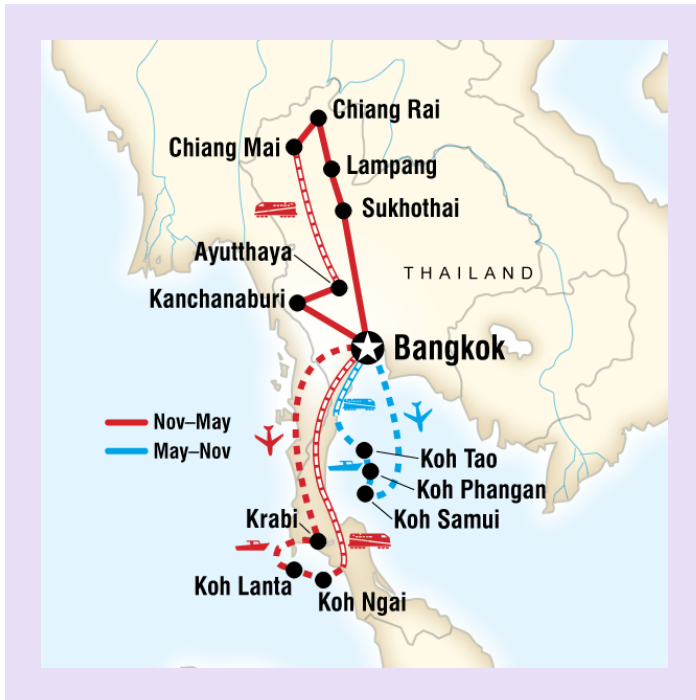 Chiang Rai
Chiang Mai
Lampang
Sukhothai
Ayutthaya
THAILAND
Kanchanaburi
Bangkok
Nov–May
May–Nov
Koh Tao
Koh Phangan
Koh Samui
Krabi
Koh Lanta
Koh Ngai